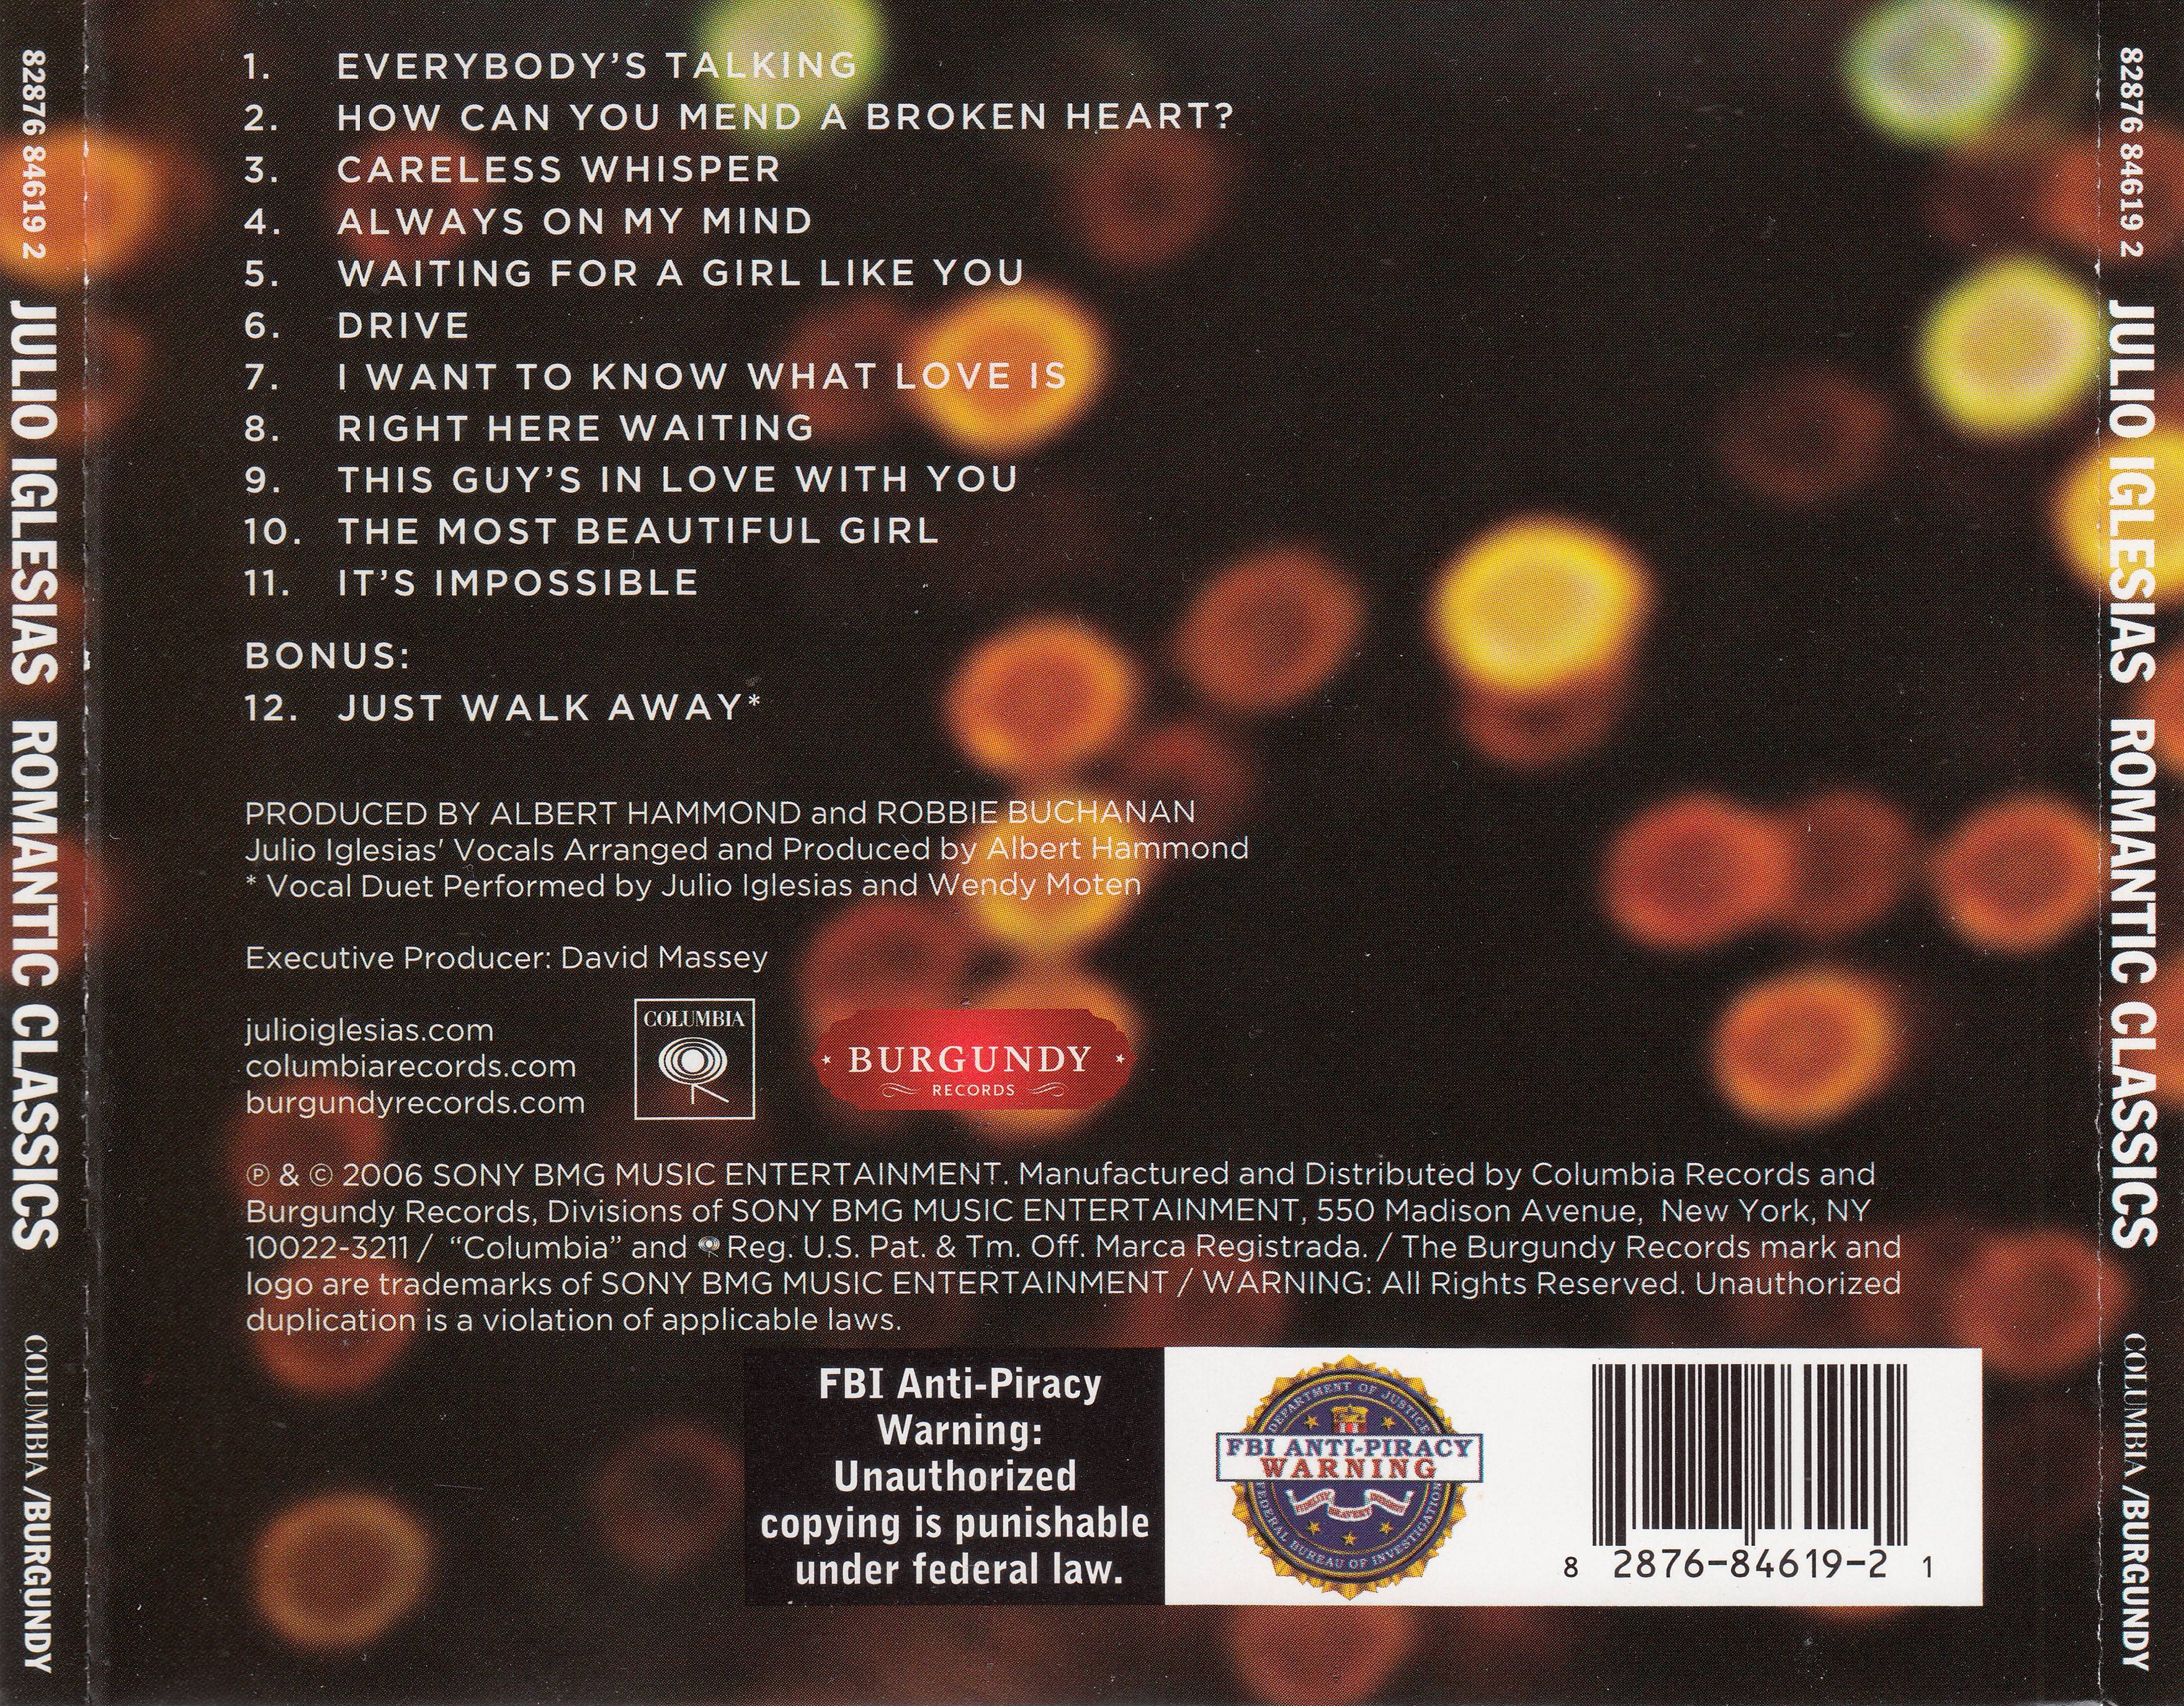 82876 84619 2 JULIO IGLESIAS ROMANTIC CLASSICS COLUMBIA /BURGUNDY
1. EVERYBODY'S TALKING
2. HOW CAN YOU MEND A BROKEN HEART?
3. CARELESS WHISPER
4. ALWAYS ON MY MIND
5. WAITING FOR A GIRL LIKE YOU
6. DRIVE
7. I WANT TO KNOW WHAT LOVE IS
8. RIGHT HERE WAITING
9. THIS GUY'S IN LOVE WITH YOU
10. THE MOST BEAUTIFUL GIRL
11. IT'S IMPOSSIBLE
BONUS:
12. JUST WALK AWAY*
PRODUCED BY ALBERT HAMMOND and ROBBIE BUCHANAN
Julio Iglesias' Vocals Arranged and Produced by Albert Hammond
* Vocal Duet Performed by Julio Iglesias and Wendy Moten
Executive Producer: David Massey
julioiglesias.com
columbiarecords.com
burgundyrecords.com
COLUMBIA
BURGUNDY
RECORDS
℗ & © 2006 SONY BMG MUSIC ENTERTAINMENT. Manufactured and Distributed by Columbia Records and
Burgundy Records, Divisions of SONY BMG MUSIC ENTERTAINMENT, 550 Madison Avenue, New York, NY
10022-3211 / “Columbia” and Reg. U.S. Pat. & Tm. Off. Marca Registrada. / The Burgundy Records mark and
logo are trademarks of SONY BMG MUSIC ENTERTAINMENT / WARNING: All Rights Reserved. Unauthorized
duplication is a violation of applicable laws.
FBI Anti-Piracy
Warning:
Unauthorized
copying is punishable
under federal law.
DEPARTMENT OF JUSTICE
FBI ANTI-PIRACY
WARNING
FIDELITY BRAVERY INTEGRITY
FEDERAL BUREAU OF INVESTIGATION
8 2876-84619-2 1
82876 84619 2 JULIO IGLESIAS ROMANTIC CLASSICS COLUMBIA /BURGUNDY